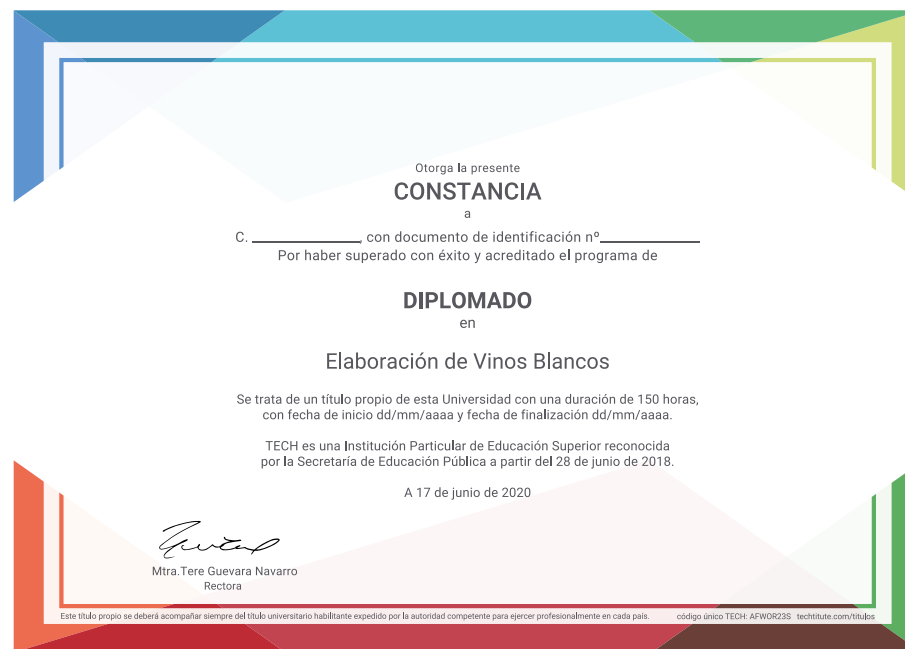 Otorga la presente
CONSTANCIA
a
C. ________________, con documento de identificación nº________________
Por haber superado con éxito y acreditado el programa de
DIPLOMADO
en
Elaboración de Vinos Blancos
Se trata de un título propio de esta Universidad con una duración de 150 horas,
con fecha de inicio dd/mm/aaaa y fecha de finalización dd/mm/aaaa.
TECH es una Institución Particular de Educación Superior reconocida
por la Secretaría de Educación Pública a partir del 28 de junio de 2018.
A 17 de junio de 2020
Mtra.Tere Guevara Navarro
Rectora
Este título propio se deberá acompañar siempre del título universitario habilitante expedido por la autoridad competente para ejercer profesionalmente en cada país. código único TECH: AFWOR23S techtitute.com/titulos